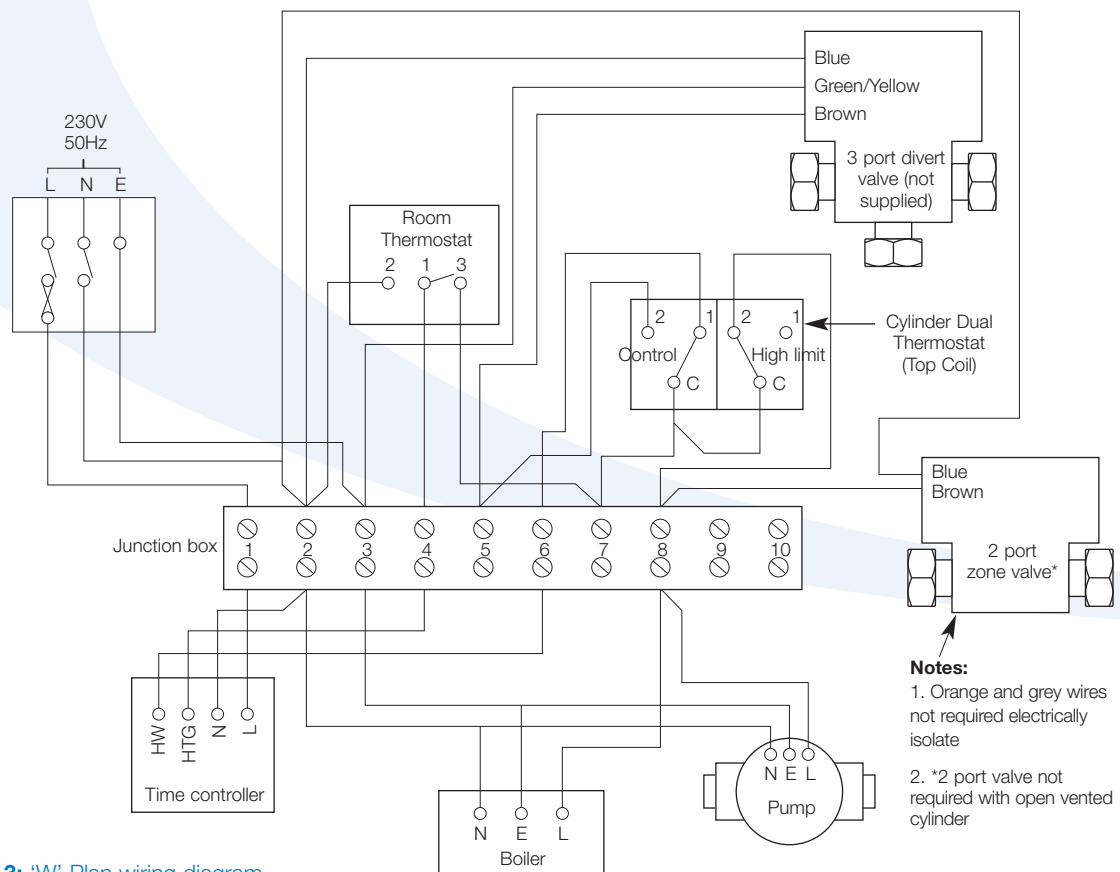 Blue
Green/Yellow
Brown
3 port divert
valve (not
supplied)
230V
50Hz
L N E
Room
Thermostat
2 1 3
2 1 2 1
Control High limit
C C
Cylinder Dual
Thermostat
(Top Coil)
Blue
Brown
2 port
zone valve*
Junction box
1 2 3 4 5 6 7 8 9 10
HW HTG N L
Time controller
N E L
Boiler
N E L
Pump
Notes:
1. Orange and grey wires
not required electrically
isolate
2. *2 port valve not
required with open vented
cylinder
3: ‘W’ Plan wiring diagram